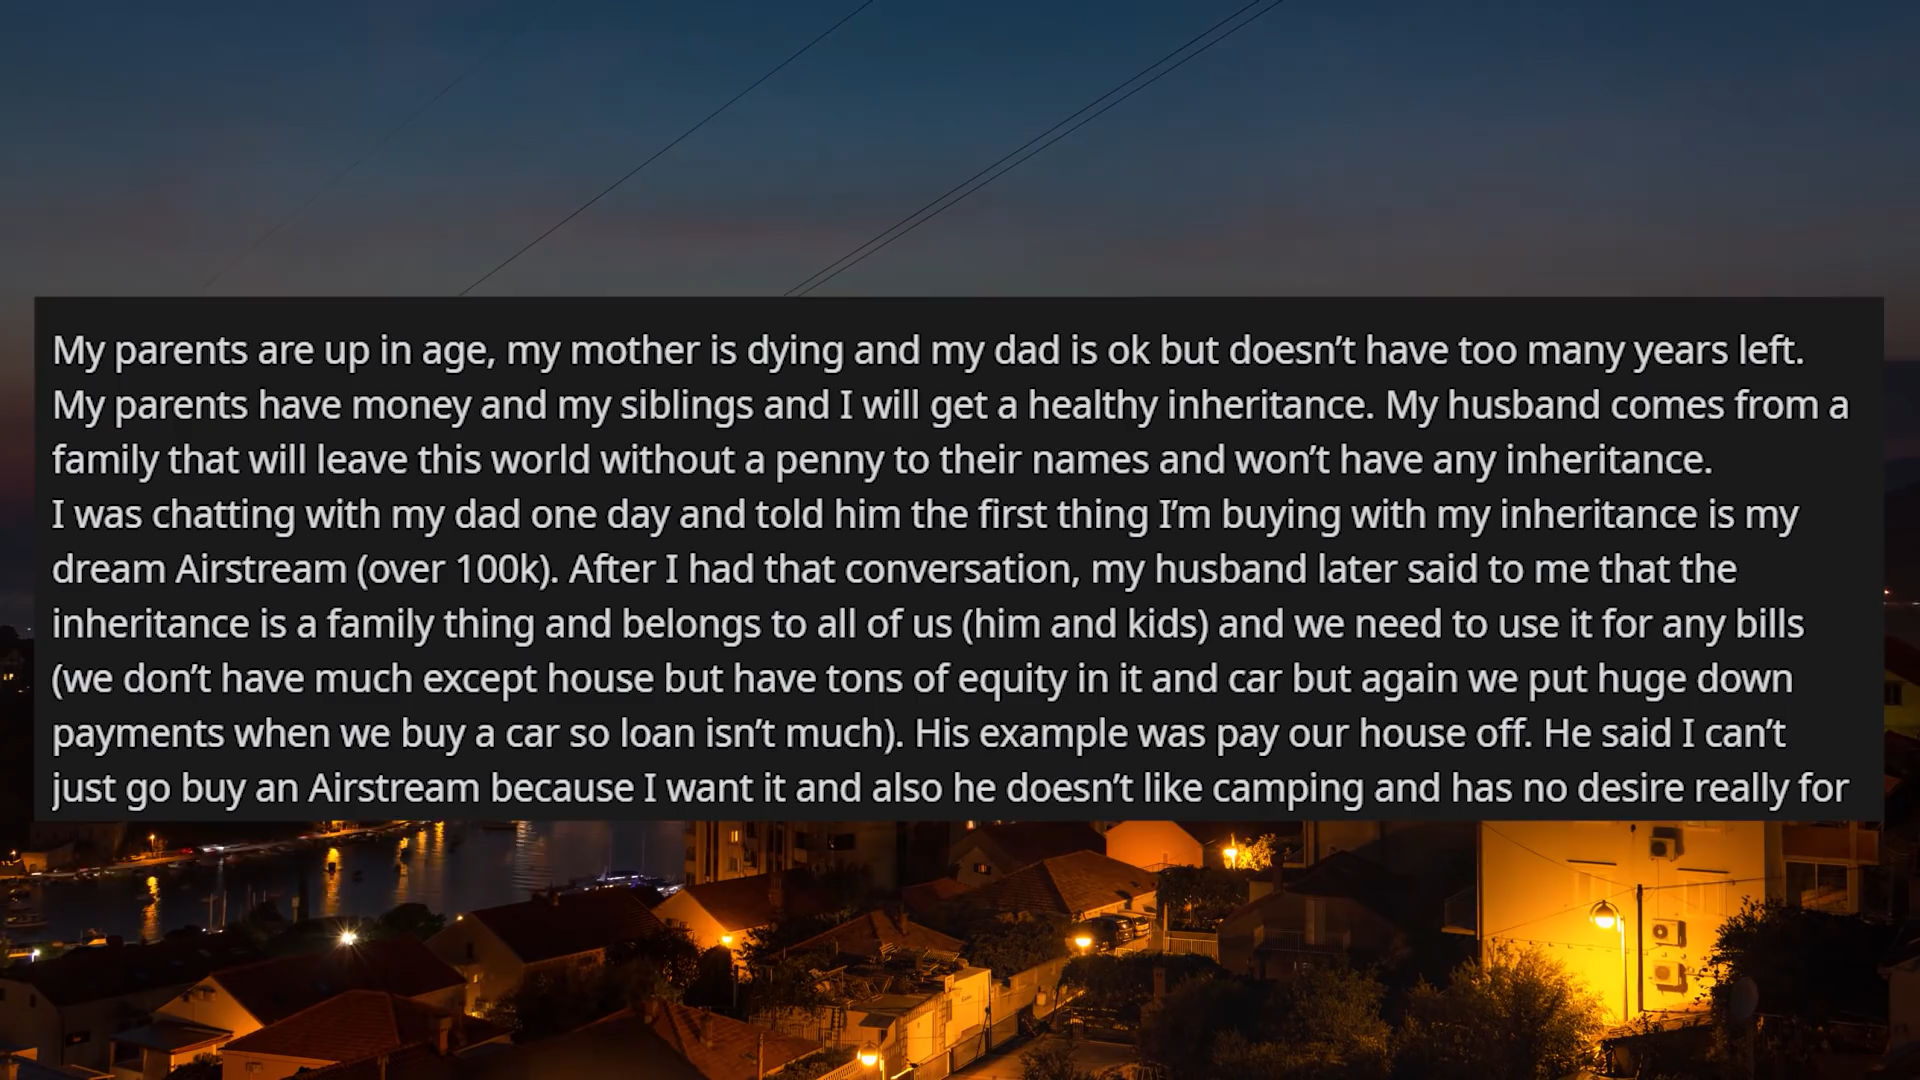 My parents are up in age, my mother is dying and my dad is ok but doesn’t have too many years left.
My parents have money and my siblings and I will get a healthy inheritance. My husband comes from a
family that will leave this world without a penny to their names and won’t have any inheritance.
I was chatting with my dad one day and told him the first thing I’m buying with my inheritance is my
dream Airstream (over 100k). After I had that conversation, my husband later said to me that the
inheritance is a family thing and belongs to all of us (him and kids) and we need to use it for any bills
(we don’t have much except house but have tons of equity in it and car but again we put huge down
payments when we buy a car so loan isn’t much). His example was pay our house off. He said I can’t
just go buy an Airstream because I want it and also he doesn’t like camping and has no desire really for